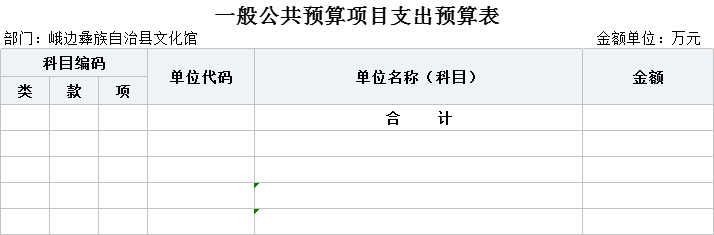 一般公共预算项目支出预算表
部门：峨边彝族自治县文化馆 金额单位：万元
科目编码 单位代码 单位名称（科目） 金额
类 款 项
合 计